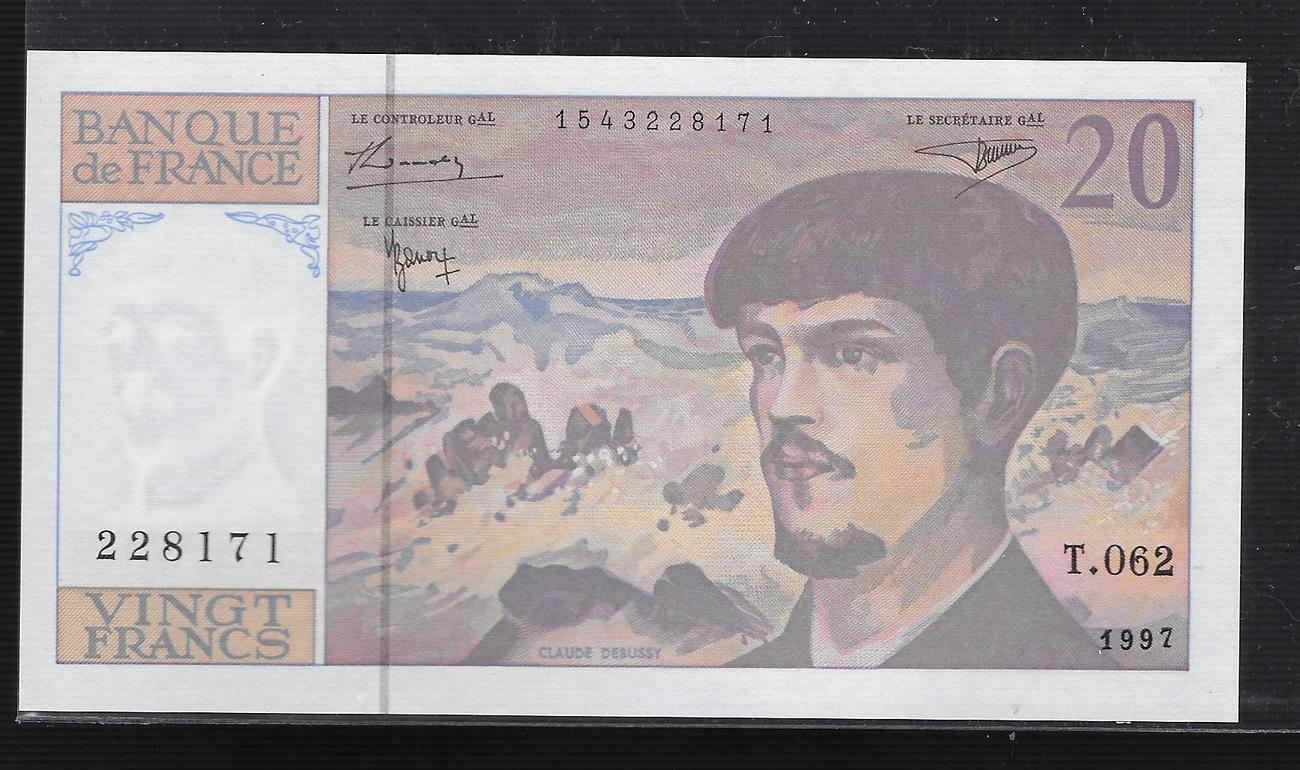 BANQUE
de FRANCE
LE CONTROLEUR GAL
1543228171
LE SECRÉTAIRE GAL
20
LE CAISSIER GAL
228171
T.062
VINGT
FRANCS
1997
CLAUDE DEBUSSY